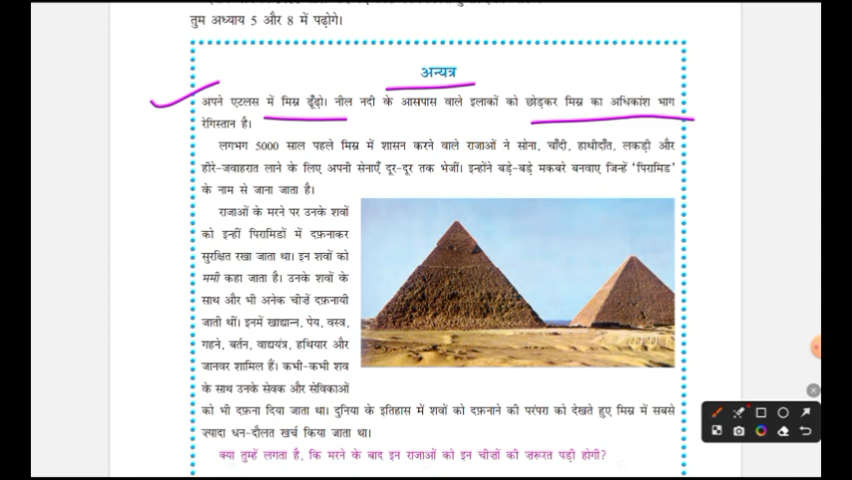 तुम अध्याय 5 और 8 में पढ़ोगे।
अन्यत्र
अपने एटलस में मिस्र ढूँढ़ो। नील नदी के आसपास वाले इलाकों को छोड़कर मिस्र का अधिकांश भाग
रेगिस्तान है।
लगभग 5000 साल पहले मिस्र में शासन करने वाले राजाओं ने सोना, चाँदी, हाथीदाँत, लकड़ी और
हीरे-जवाहरात लाने के लिए अपनी सेनाएँ दूर-दूर तक भेजीं। इन्होंने बड़े-बड़े मकबरे बनवाए जिन्हें ‘पिरामिड’
के नाम से जाना जाता है।
राजाओं के मरने पर उनके शवों
को इन्हीं पिरामिडों में दफ़नाकर
सुरक्षित रखा जाता था। इन शवों को
ममी कहा जाता है। उनके शवों के
साथ और भी अनेक चीज़ें दफ़नायी
जाती थीं। इनमें खाद्यान्न, पेय, वस्त्र,
गहने, बर्तन, वाद्ययंत्र, हथियार और
जानवर शामिल हैं। कभी-कभी शव
के साथ उनके सेवक और सेविकाओं
को भी दफ़ना दिया जाता था। दुनिया के इतिहास में शवों को दफ़नाने की परंपरा को देखते हुए मिस्र में सबसे
ज़्यादा धन-दौलत खर्च किया जाता था।
क्या तुम्हें लगता है, कि मरने के बाद इन राजाओं को इन चीज़ों की ज़रूरत पड़ी होगी?